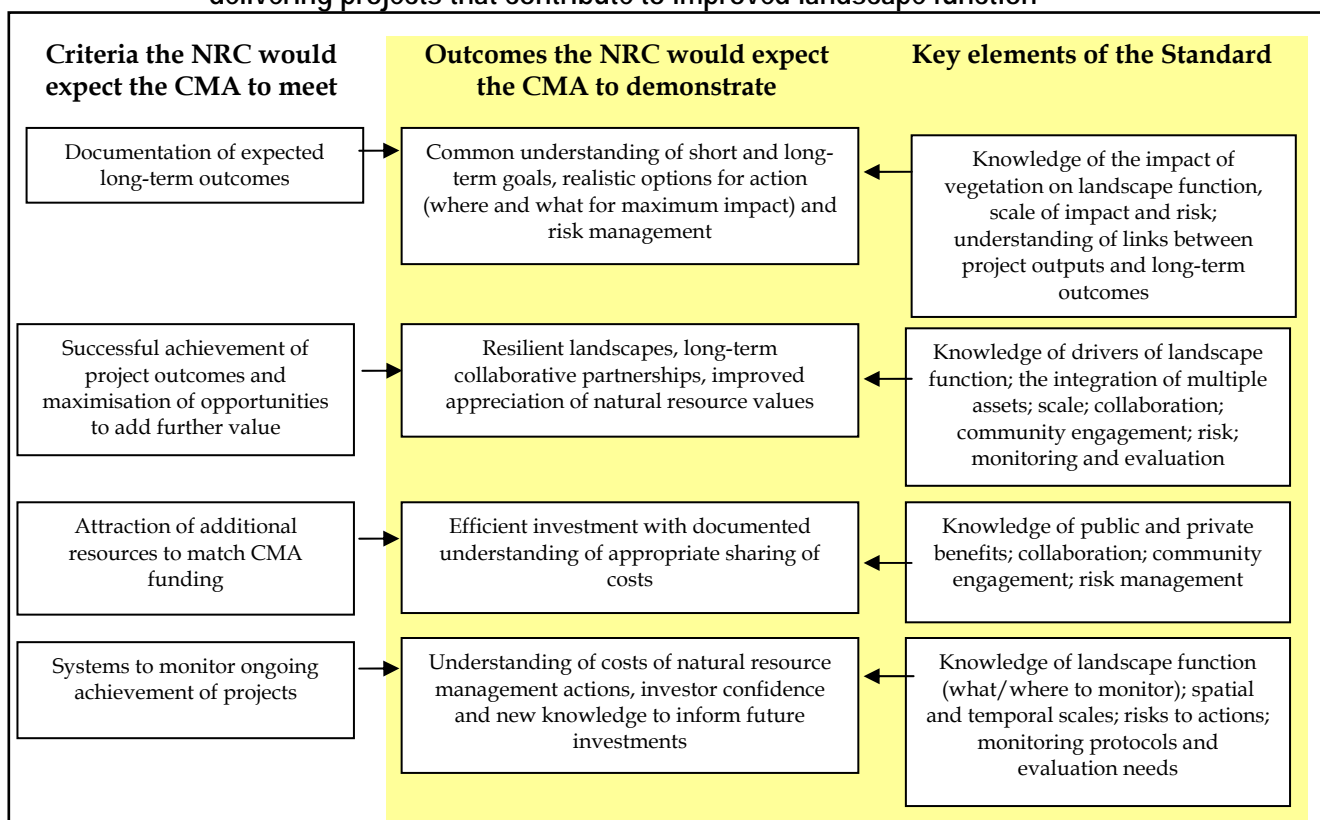 delivering projects that contribute to improved landscape function
Criteria the NRC would
expect the CMA to meet
Outcomes the NRC would expect
the CMA to demonstrate
Key elements of the Standard
Documentation of expected
long-term outcomes
Common understanding of short and long-
term goals, realistic options for action
(where and what for maximum impact) and
risk management
Knowledge of the impact of
vegetation on landscape function,
scale of impact and risk;
understanding of links between
project outputs and long-term
outcomes
Successful achievement of
project outcomes and
maximisation of opportunities
to add further value
Resilient landscapes, long-term
collaborative partnerships, improved
appreciation of natural resource values
Knowledge of drivers of landscape
function; the integration of multiple
assets; scale; collaboration;
community engagement; risk;
monitoring and evaluation
Attraction of additional
resources to match CMA
funding
Efficient investment with documented
understanding of appropriate sharing of
costs
Knowledge of public and private
benefits; collaboration; community
engagement; risk management
Systems to monitor ongoing
achievement of projects
Understanding of costs of natural resource
management actions, investor confidence
and new knowledge to inform future
investments
Knowledge of landscape function
(what/where to monitor); spatial
and temporal scales; risks to actions;
monitoring protocols and
evaluation needs